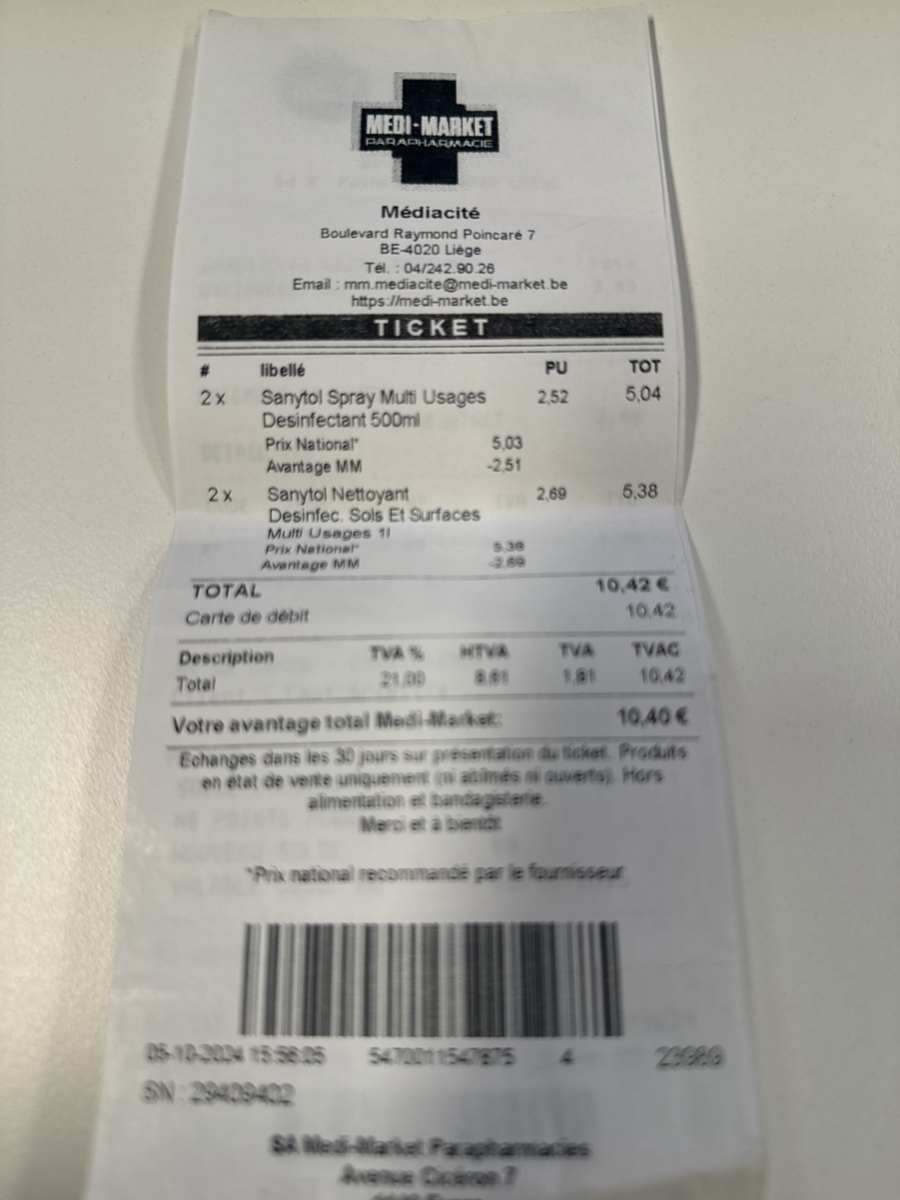 MEDI-MARKET
PARAPHARMACIE
Médiacité
Boulevard Raymond Poincaré 7
BE-4020 Liège
Tél. : 04/242.90.26
Email : mm.mediacite@medi-market.be
https://medi-market.be
TICKET
# libellé PU TOT
2 x Sanytol Spray Multi Usages 2,52 5,04
Desinfectant 500ml
Prix National* 5,03
Avantage MM -2,51
2 x Sanytol Nettoyant 2,69 5,38
Desinfec. Sols Et Surfaces
Multi Usages 1l
Prix National* 5,38
Avantage MM -2,69
TOTAL 10,42 €
Carte de débit 10,42
Description TVA % HTVA TVA TVAC
Total 21.00 8,61 1,81 10,42
Votre avantage total Medi-Market: 10,40 €
Echanges dans les 30 jours sur présentation du ticket. Produits
en état de vente uniquement (ni abîmés ni ouverts). Hors
alimentation et bandagisterie.
Merci et à bientôt
*Prix national recommandé par le fournisseur
05-10-2024 15:56:05 4
SN : 29409402
SA Medi-Market Parapharmacies
Avenue Cicéron 7